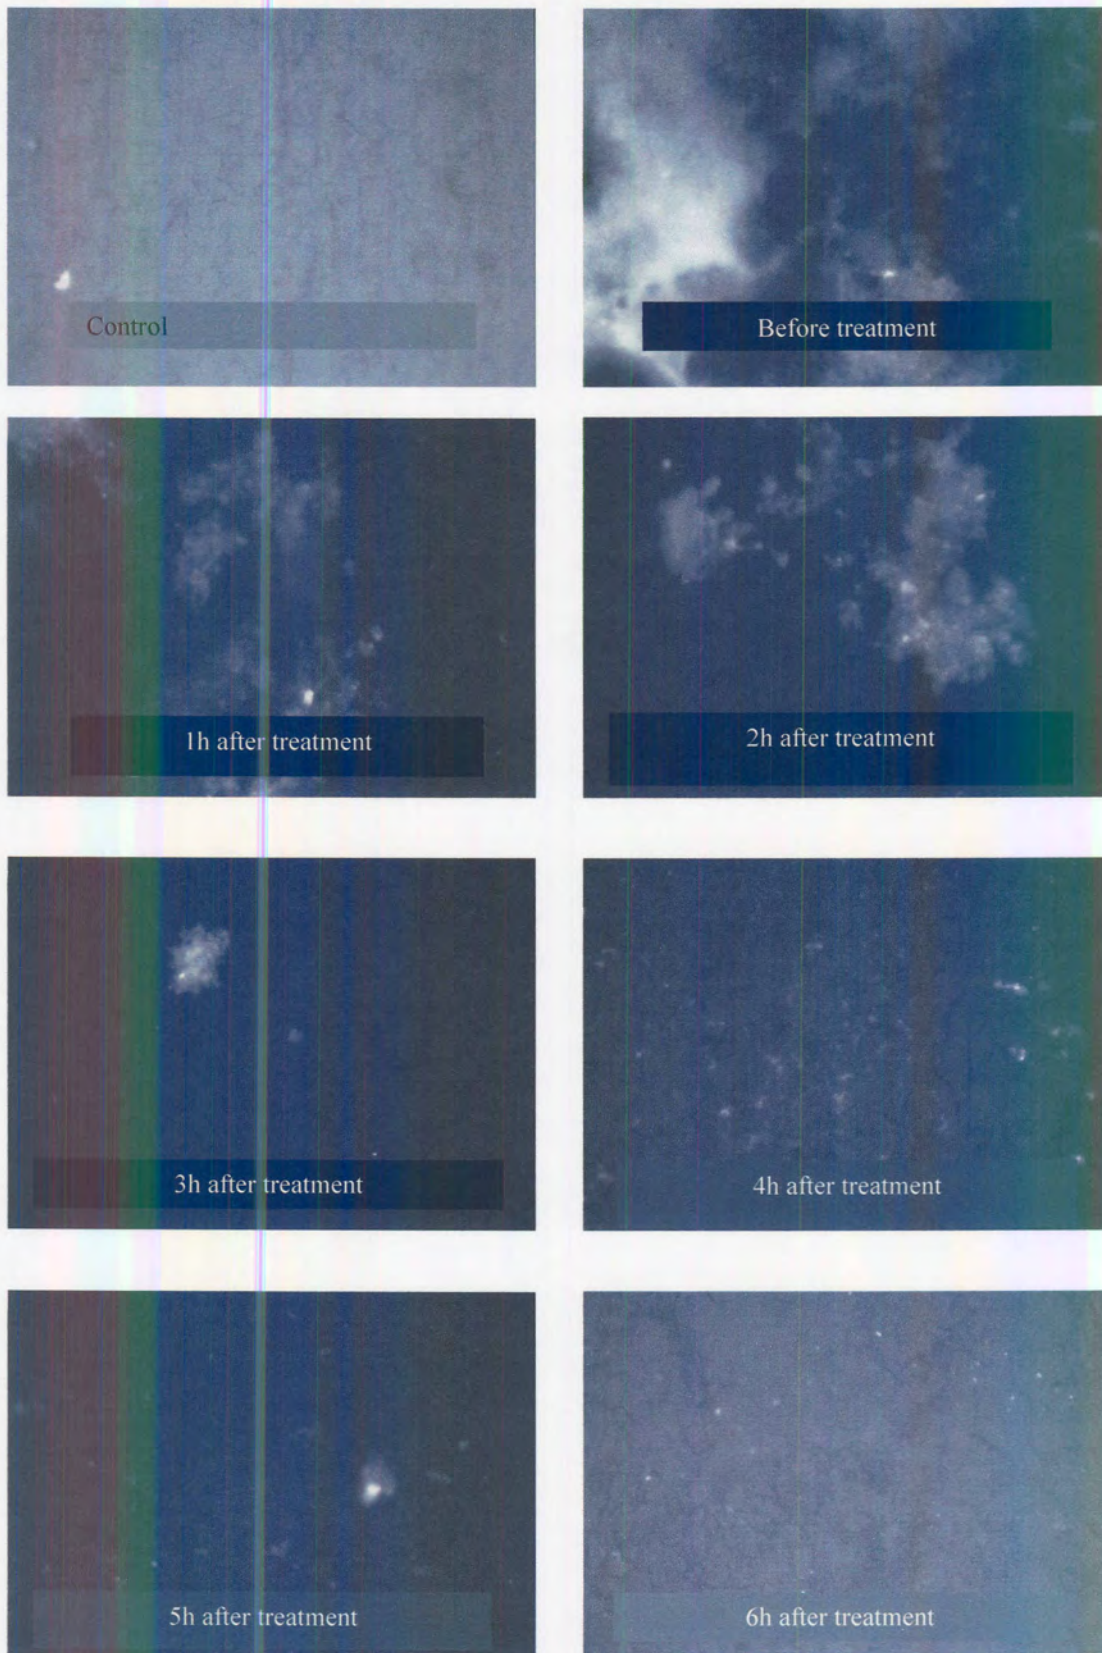 Control
Before treatment
1h after treatment
2h after treatment
3h after treatment
4h after treatment
5h after treatment
6h after treatment